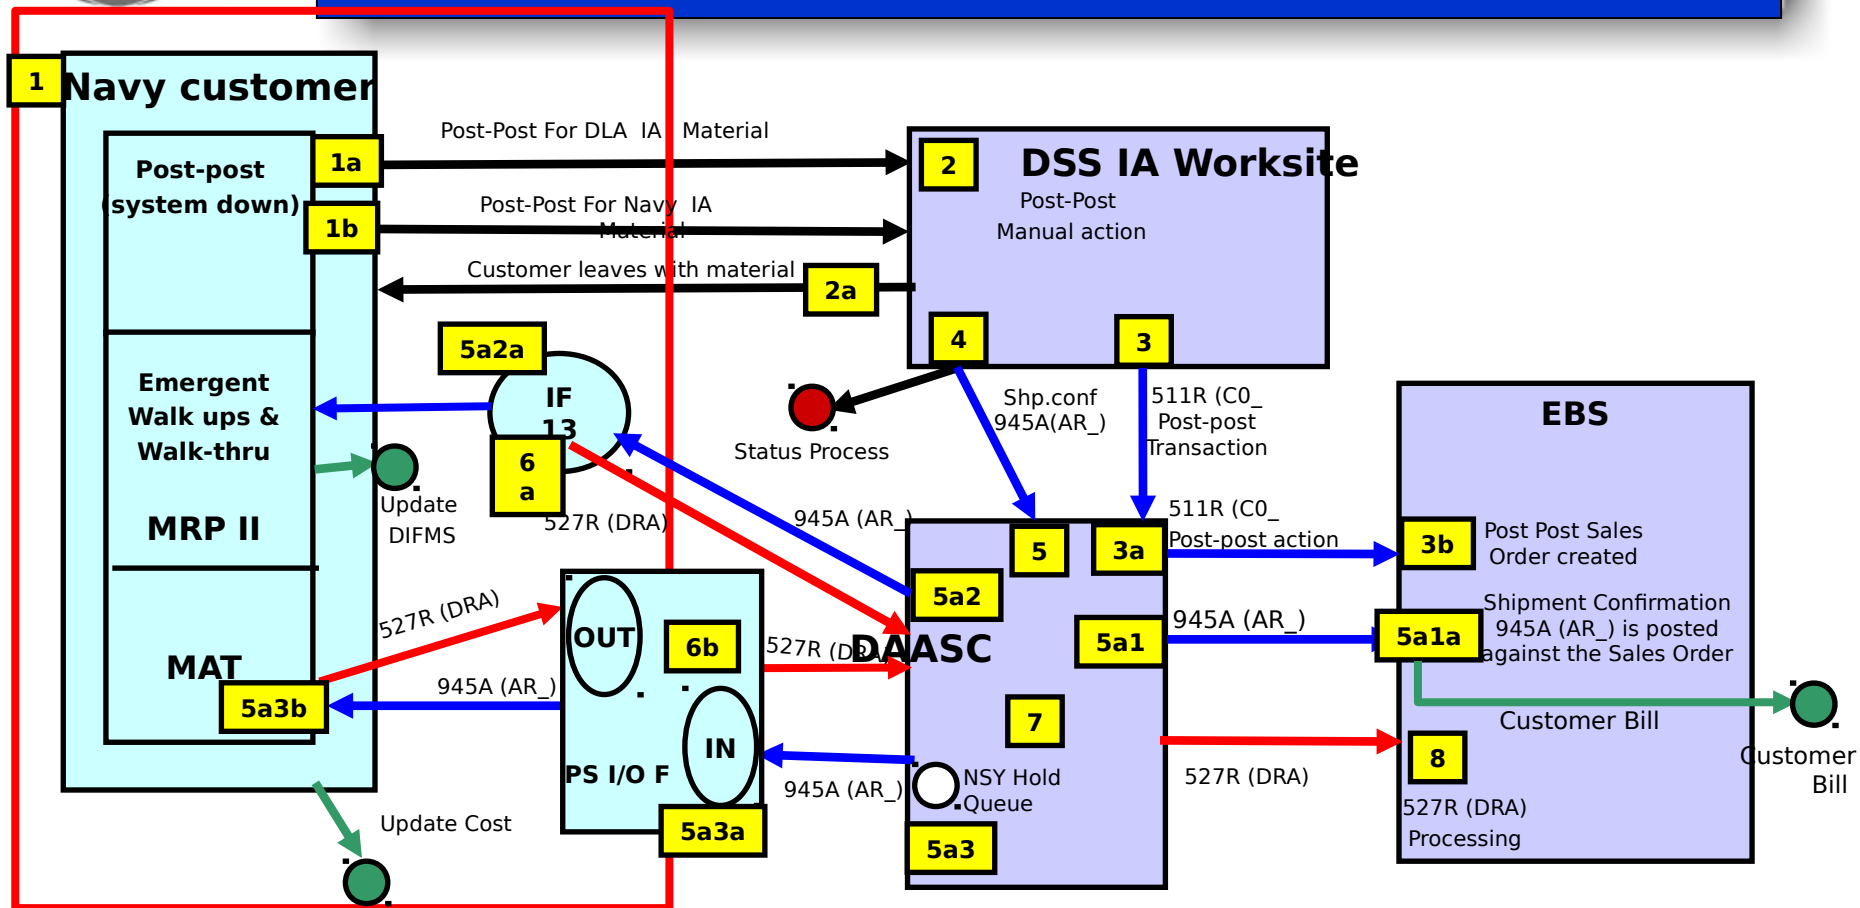 1
Navy customer
Post-post
(system down)
1a
1b
Post-Post For DLA IA Material
Post-Post For Navy IA
Material
Customer leaves with material
2a
2
DSS IA Worksite
Post-Post
Manual action
4
3
5a2a
IF
13
6
a
Emergent
Walk ups &
Walk-thru
MRP II
Update
DIFMS
Status Process
Shp.conf
945A(AR_)
511R (C0_
Post-post
Transaction
EBS
527R (DRA)
945A (AR_)
511R (C0_
Post-post action
5
3a
3b
Post Post Sales
Order created
5a2
DAASC
5a1
945A (AR_)
5a1a
Shipment Confirmation
945A (AR_) is posted
against the Sales Order
527R (DRA)
MAT
5a3b
945A (AR_)
OUT
6b
527R (DRA)
IN
PS I/O F
5a3a
945A (AR_)
7
NSY Hold
Queue
5a3
527R (DRA)
Customer Bill
8
527R (DRA)
Processing
Customer
Bill
Update Cost